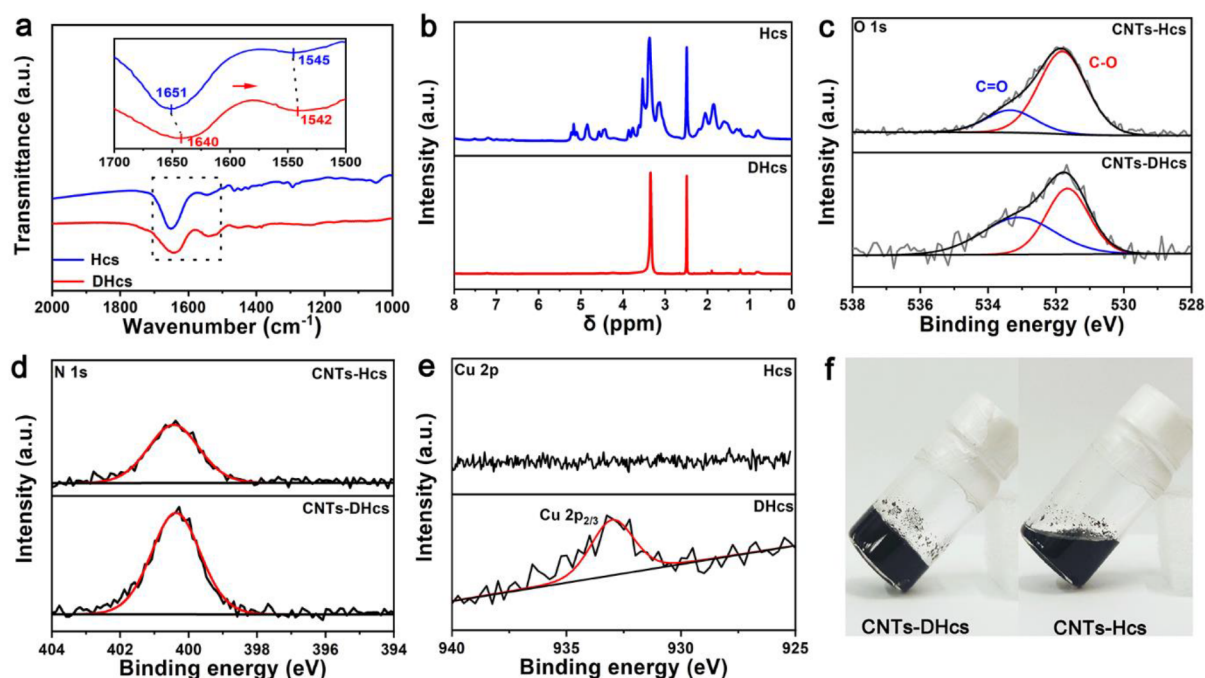 a
Transmittance (a.u.)
1651
1545
1640
1542
1700 1650 1600 1550 1500
Hcs
DHcs
2000 1800 1600 1400 1200 1000
Wavenumber (cm⁻¹)
b
Intensity (a.u.)
Hcs
DHcs
8 7 6 5 4 3 2 1 0
δ (ppm)
c
Intensity (a.u.)
O 1s
CNTs-Hcs
C-O
C=O
CNTs-DHcs
538 536 534 532 530 528
Binding energy (eV)
d
Intensity (a.u.)
N 1s
CNTs-Hcs
CNTs-DHcs
404 402 400 398 396 394
Binding energy (eV)
e
Intensity (a.u.)
Cu 2p
Hcs
DHcs
Cu 2p₂/₃
940 935 930 925
Binding energy (eV)
f
CNTs-DHcs
CNTs-Hcs